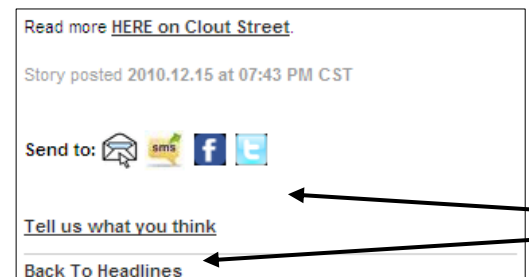 Read more HERE on Clout Street.
Story posted 2010.12.15 at 07:43 PM CST
Send to: sms f t
Tell us what you think
Back To Headlines